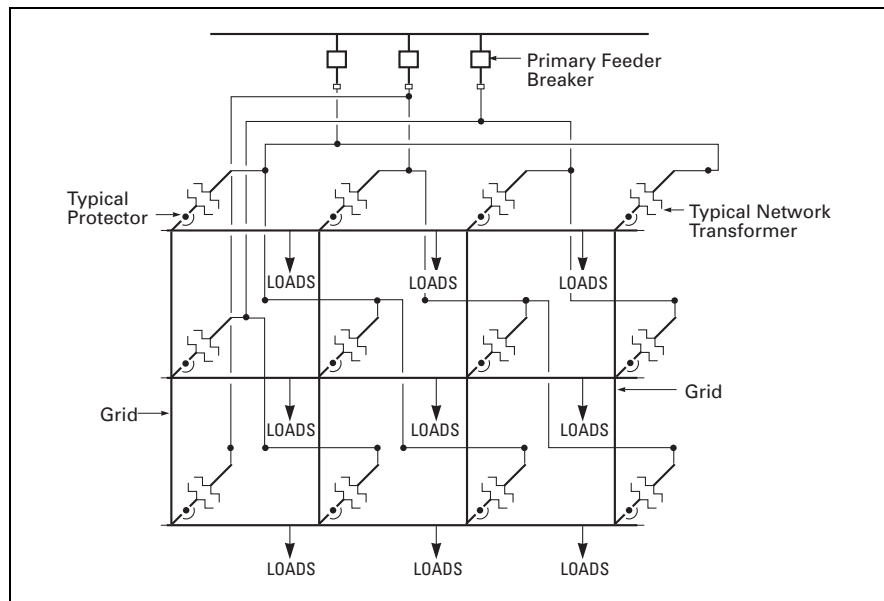 Primary Feeder
Breaker
Typical
Protector
Typical Network
Transformer
LOADS
LOADS
LOADS
Grid
Grid
LOADS
LOADS
LOADS
LOADS
LOADS
LOADS